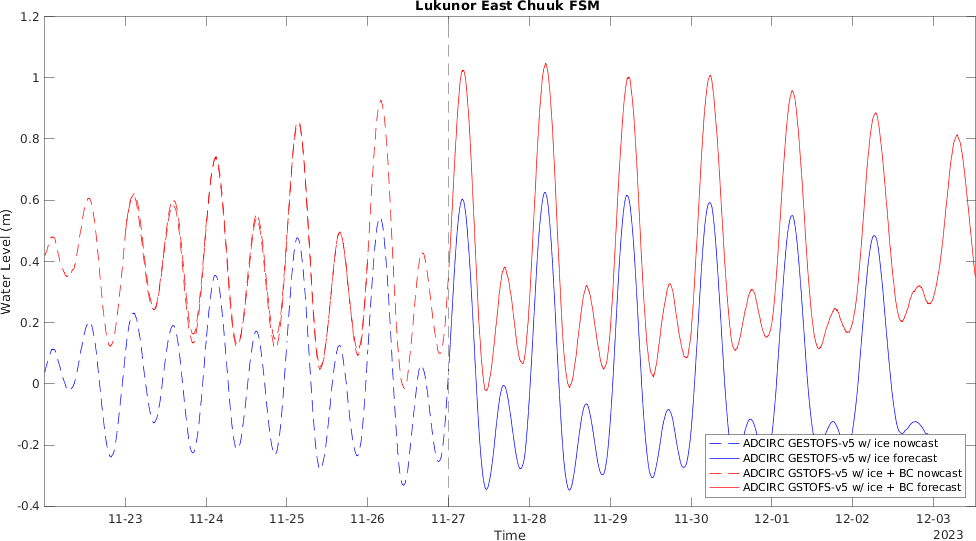 Lukunor East Chuuk FSM
1.2
1
0.8
0.6
0.4
0.2
0
-0.2
-0.4
Water Level (m)
ADCIRC GESTOFS-v5 w/ ice nowcast
ADCIRC GESTOFS-v5 w/ ice forecast
ADCIRC GSTOFS-v5 w/ ice + BC nowcast
ADCIRC GSTOFS-v5 w/ ice + BC forecast
11-23 11-24 11-25 11-26 11-27 11-28 11-29 11-30 12-01 12-02 12-03
Time
2023